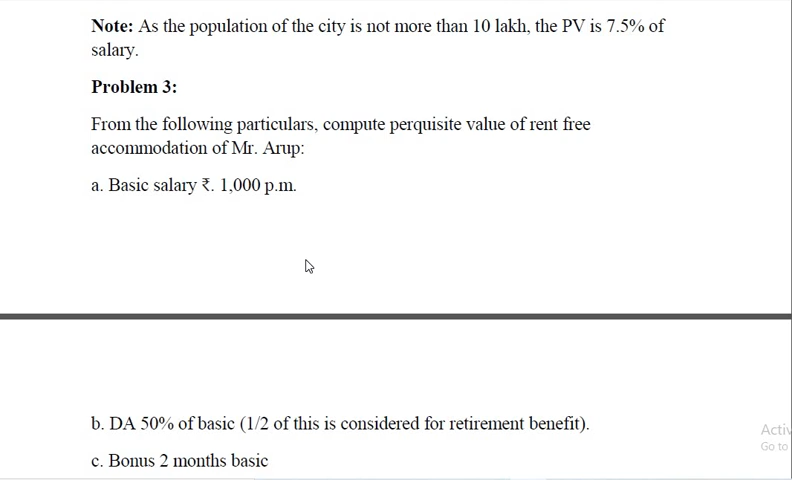 Note: As the population of the city is not more than 10 lakh, the PV is 7.5% of
salary.
Problem 3:
From the following particulars, compute perquisite value of rent free
accommodation of Mr. Arup:
a. Basic salary ₹. 1,000 p.m.
b. DA 50% of basic (1/2 of this is considered for retirement benefit).
Activ
Go to
c. Bonus 2 months basic